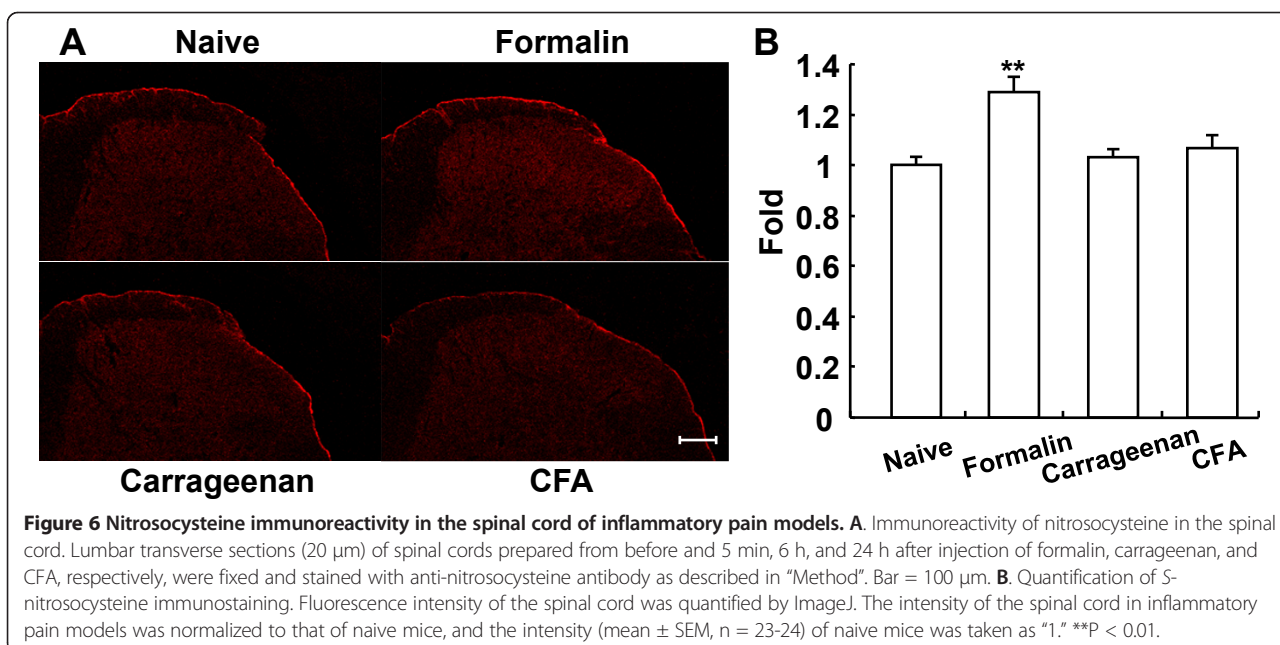 A
Naive
Formalin
Carrageenan
CFA
B
1.4
1.2
1
0.8
0.6
0.4
0.2
0
Fold
**
Naive
Formalin
Carrageenan
CFA
Figure 6 Nitrosocysteine immunoreactivity in the spinal cord of inflammatory pain models. A. Immunoreactivity of nitrosocysteine in the spinal
cord. Lumbar transverse sections (20 μm) of spinal cords prepared from before and 5 min, 6 h, and 24 h after injection of formalin, carrageenan, and
CFA, respectively, were fixed and stained with anti-nitrosocysteine antibody as described in “Method”. Bar = 100 μm. B. Quantification of S-
nitrosocysteine immunostaining. Fluorescence intensity of the spinal cord was quantified by ImageJ. The intensity of the spinal cord in inflammatory
pain models was normalized to that of naive mice, and the intensity (mean ± SEM, n = 23-24) of naive mice was taken as “1.” **P < 0.01.